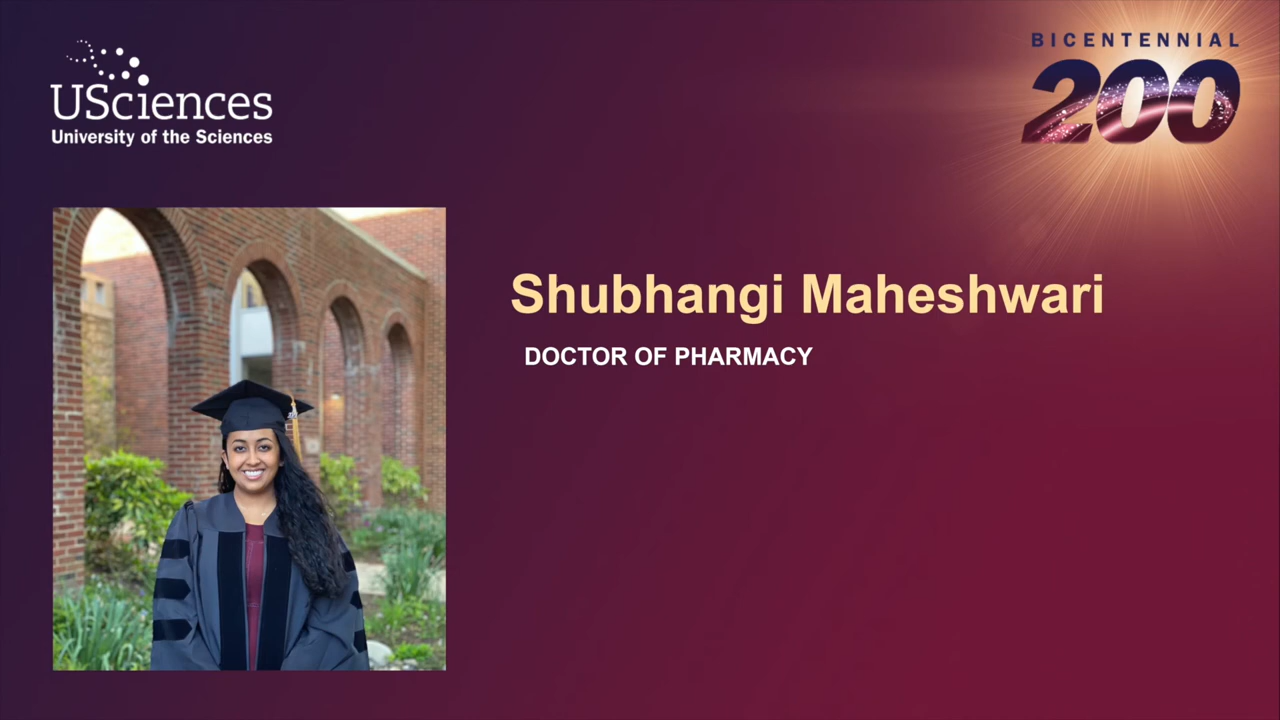 USciences
University of the Sciences
BICENTENNIAL
200
Shubhangi Maheshwari
DOCTOR OF PHARMACY